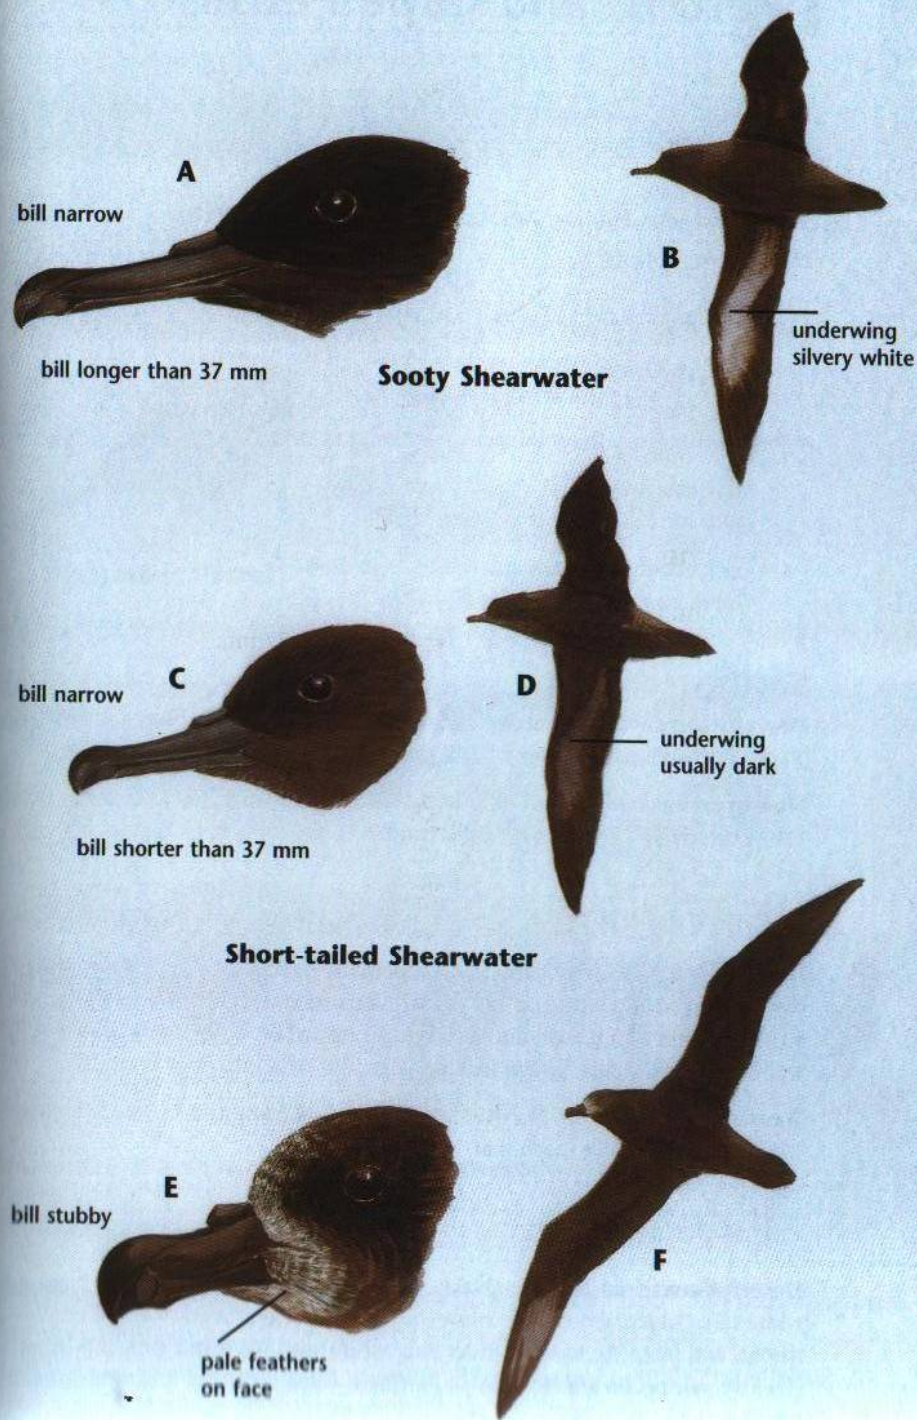 A
bill narrow
B
underwing
silvery white
bill longer than 37 mm
Sooty Shearwater
C
bill narrow
D
underwing
usually dark
bill shorter than 37 mm
Short-tailed Shearwater
E
bill stubby
F
pale feathers
on face